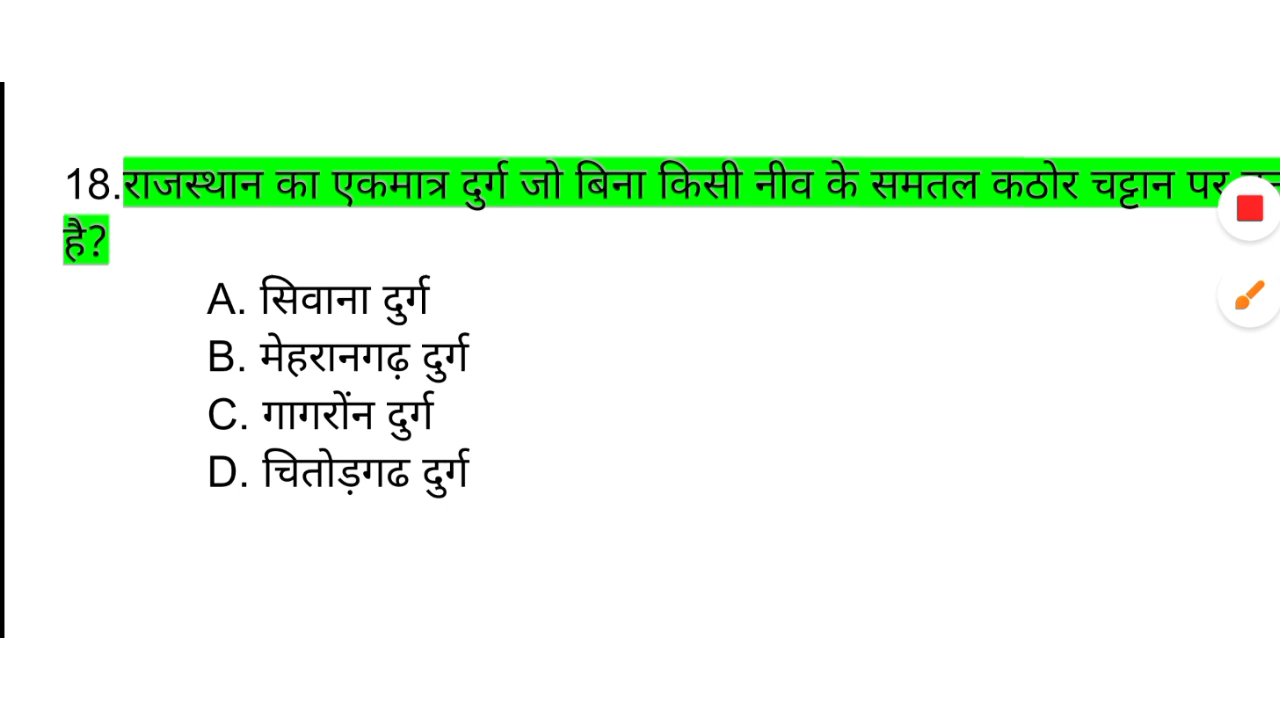 18.राजस्थान का एकमात्र दुर्ग जो बिना किसी नीव के समतल कठोर चट्टान पर
है?
A. सिवाना दुर्ग
B. मेहरानगढ़ दुर्ग
C. गागरोंन दुर्ग
D. चितोड़गढ दुर्ग